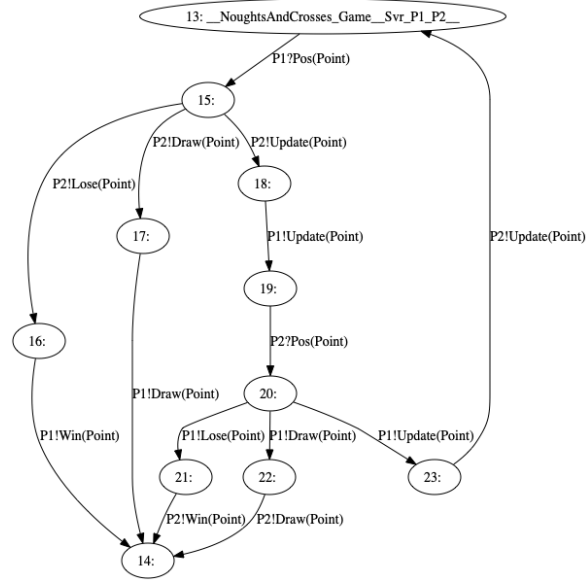 13: __NoughtsAndCrosses_Game__Svr_P1_P2__
P1?Pos(Point)
15:
P2!Lose(Point)
P2!Draw(Point)
P2!Update(Point)
18:
17:
P1!Update(Point)
P2!Update(Point)
19:
16:
P2?Pos(Point)
20:
P1!Draw(Point)
P1!Win(Point)
P1!Lose(Point)
P1!Draw(Point)
P1!Update(Point)
21:
22:
23:
P2!Win(Point)
P2!Draw(Point)
14: